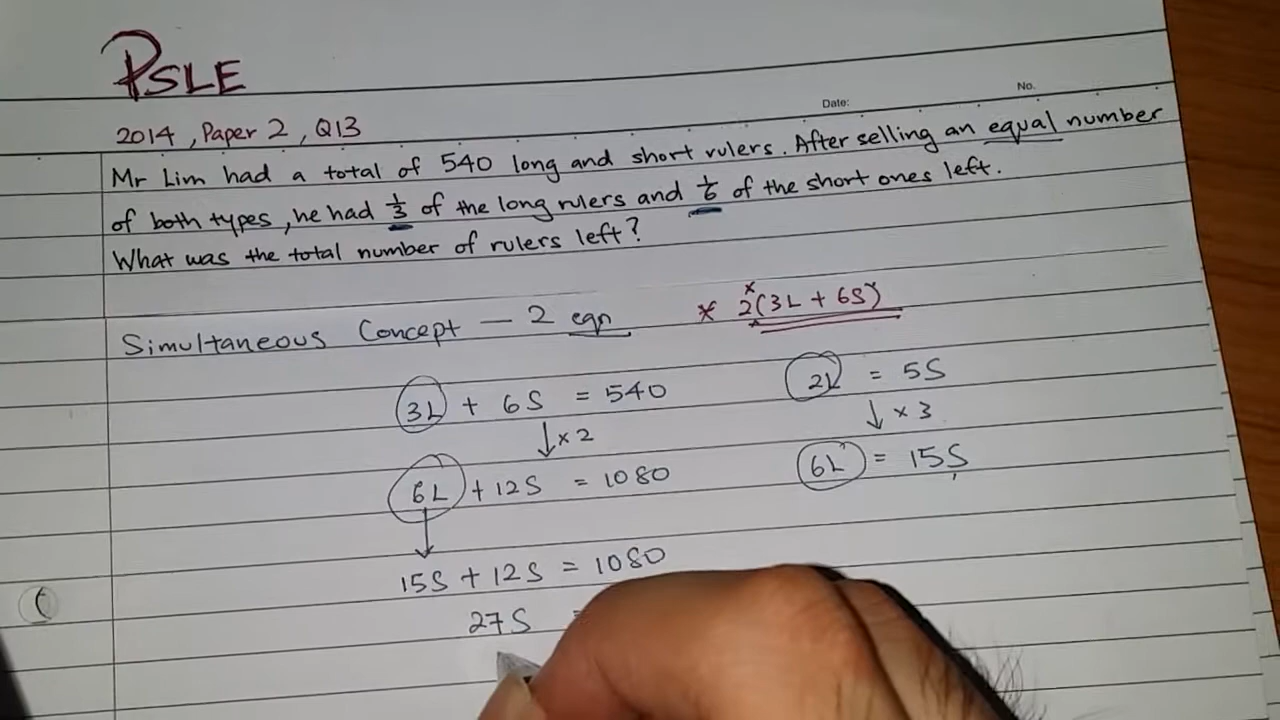 PSLE
Date:
No.
2014, Paper 2, Q13
Mr Lim had a total of 540 long and short rulers. After selling an equal number
of both types, he had 1/3 of the long rulers and 1/6 of the short ones left.
What was the total number of rulers left?
Simultaneous Concept — 2 eqn
* 2(3L + 6S)
3L + 6S = 540
2L = 5S
↓ x 2
↓ x 3
6L + 12S = 1080
6L = 15S
15S + 12S = 1080
27S